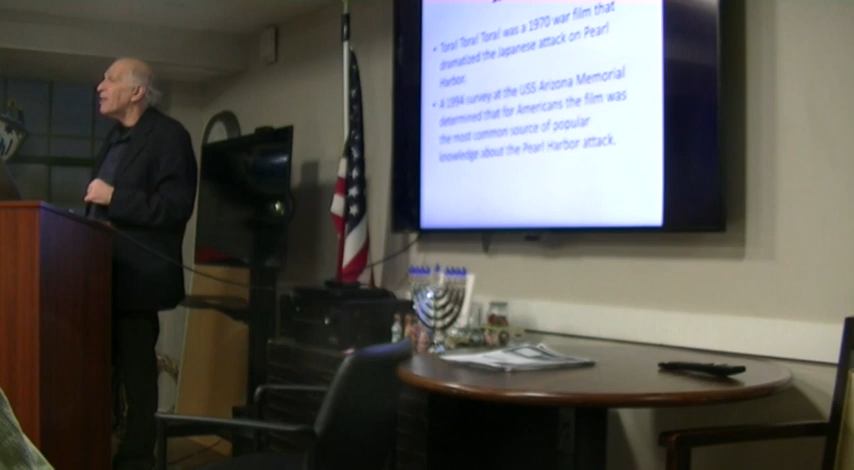 • Tora! Tora! Tora! was a 1970 war film that
dramatized the Japanese attack on Pearl
Harbor.
• A 1994 survey at the USS Arizona Memorial
determined that for Americans the film was
the most common source of popular
knowledge about the Pearl Harbor attack.